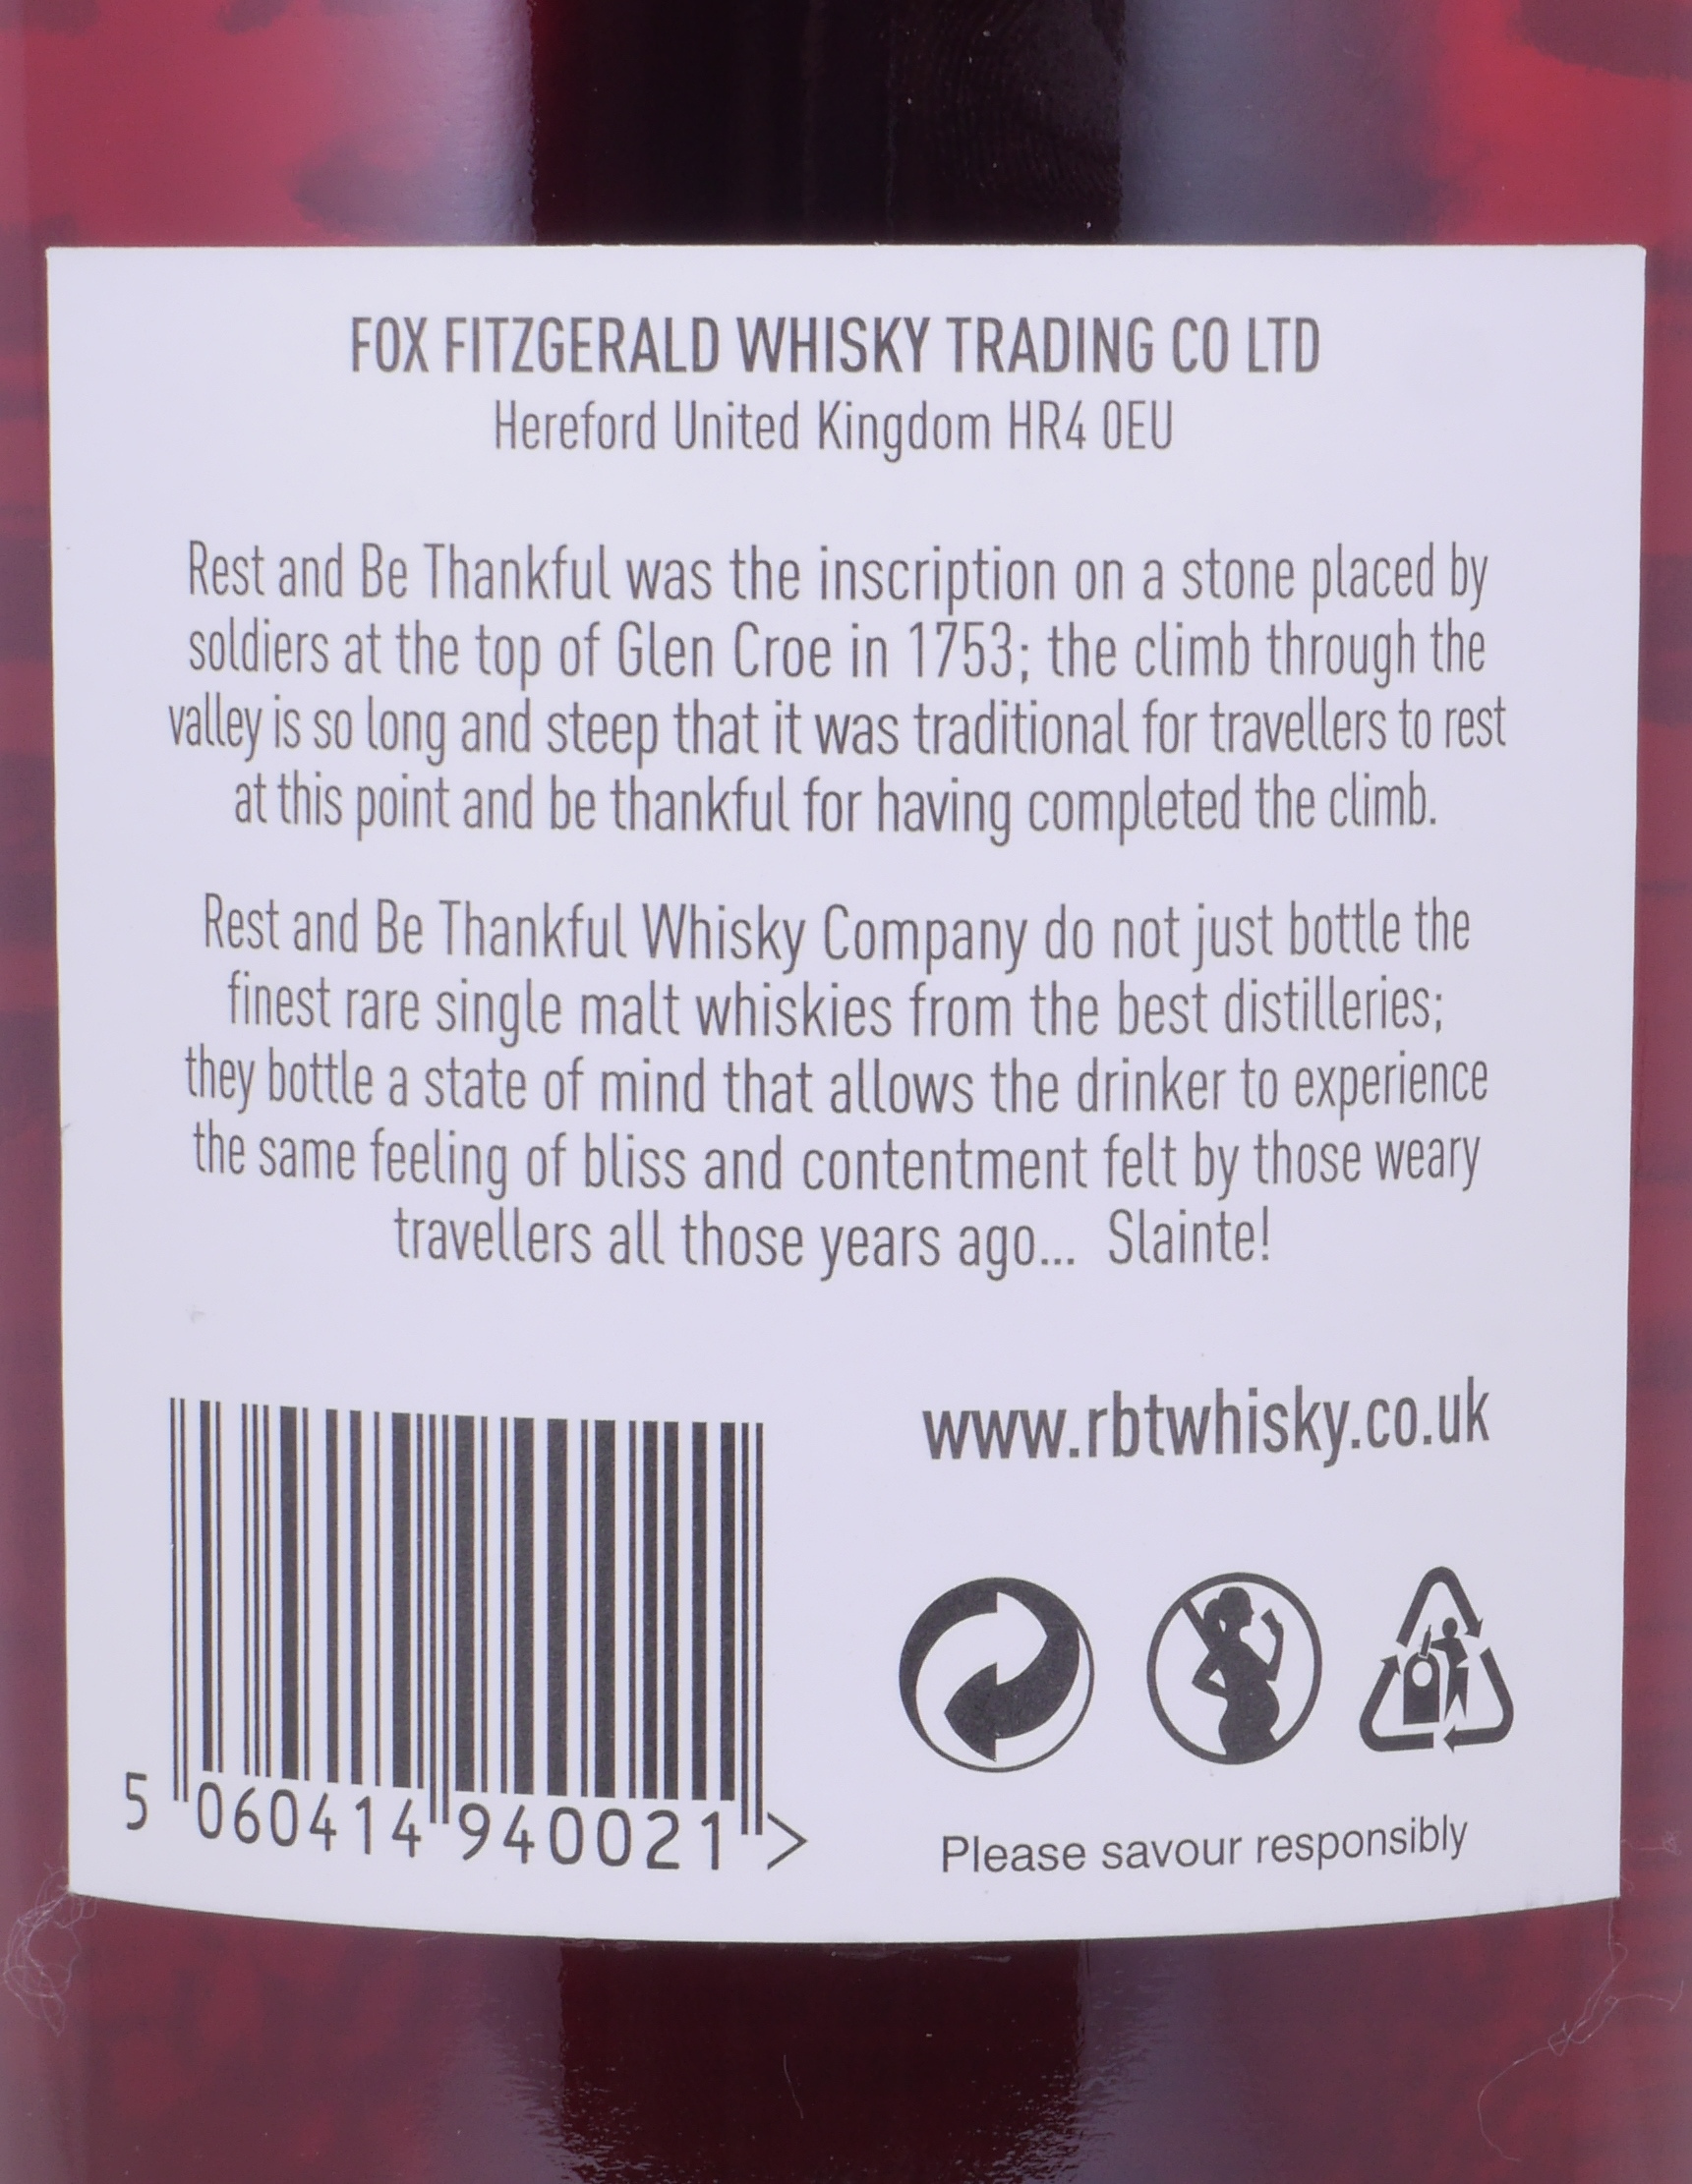 FOX FITZGERALD WHISKY TRADING CO LTD
Hereford United Kingdom HR4 0EU
Rest and Be Thankful was the inscription on a stone placed by
soldiers at the top of Glen Croe in 1753; the climb through the
valley is so long and steep that it was traditional for travellers to rest
at this point and be thankful for having completed the climb.
Rest and Be Thankful Whisky Company do not just bottle the
finest rare single malt whiskies from the best distilleries;
they bottle a state of mind that allows the drinker to experience
the same feeling of bliss and contentment felt by those weary
travellers all those years ago... Slainte!
www.rbtwhisky.co.uk
5 060414 940021 >
Please savour responsibly